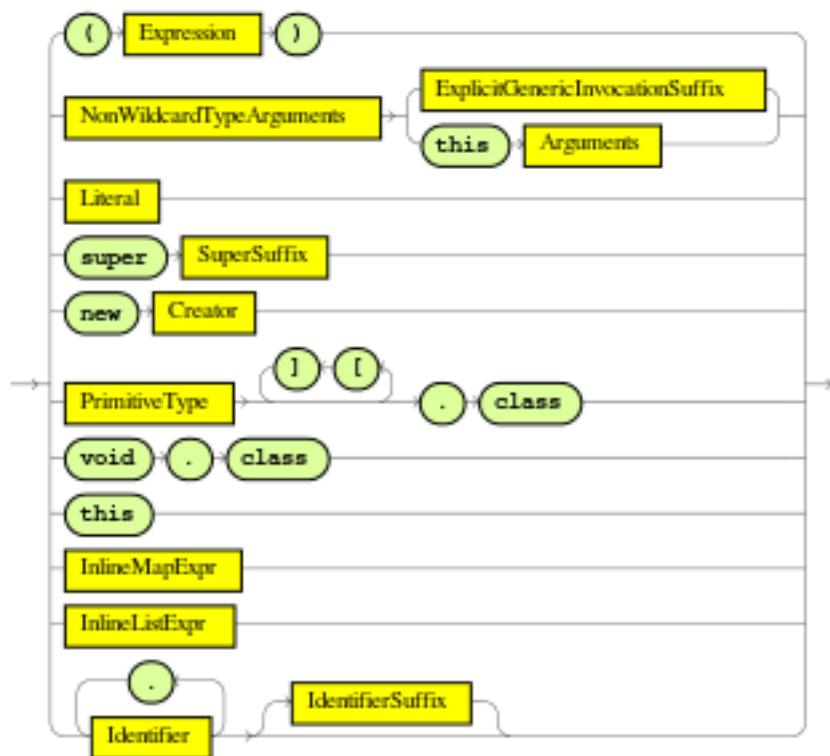 ( Expression )
ExplicitGenericInvocationSuffix
NonWildcardTypeArguments
this Arguments
Literal
super SuperSuffix
new Creator
] [
PrimitiveType . class
void . class
this
InlineMapExpr
InlineListExpr
.
IdentifierSuffix
Identifier